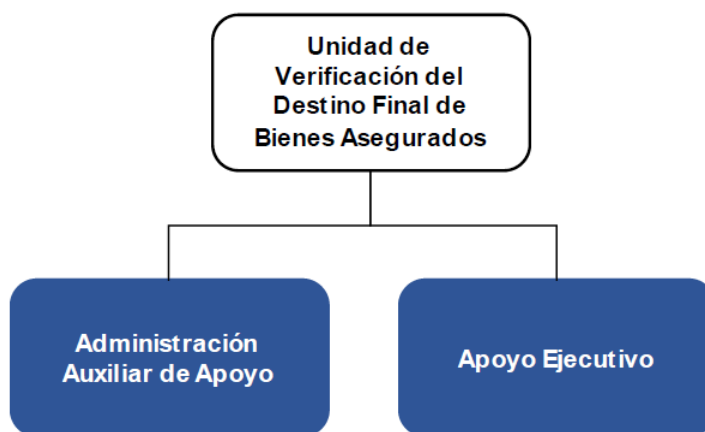 Unidad de
Verificación del
Destino Final de
Bienes Asegurados
Administración
Auxiliar de Apoyo
Apoyo Ejecutivo